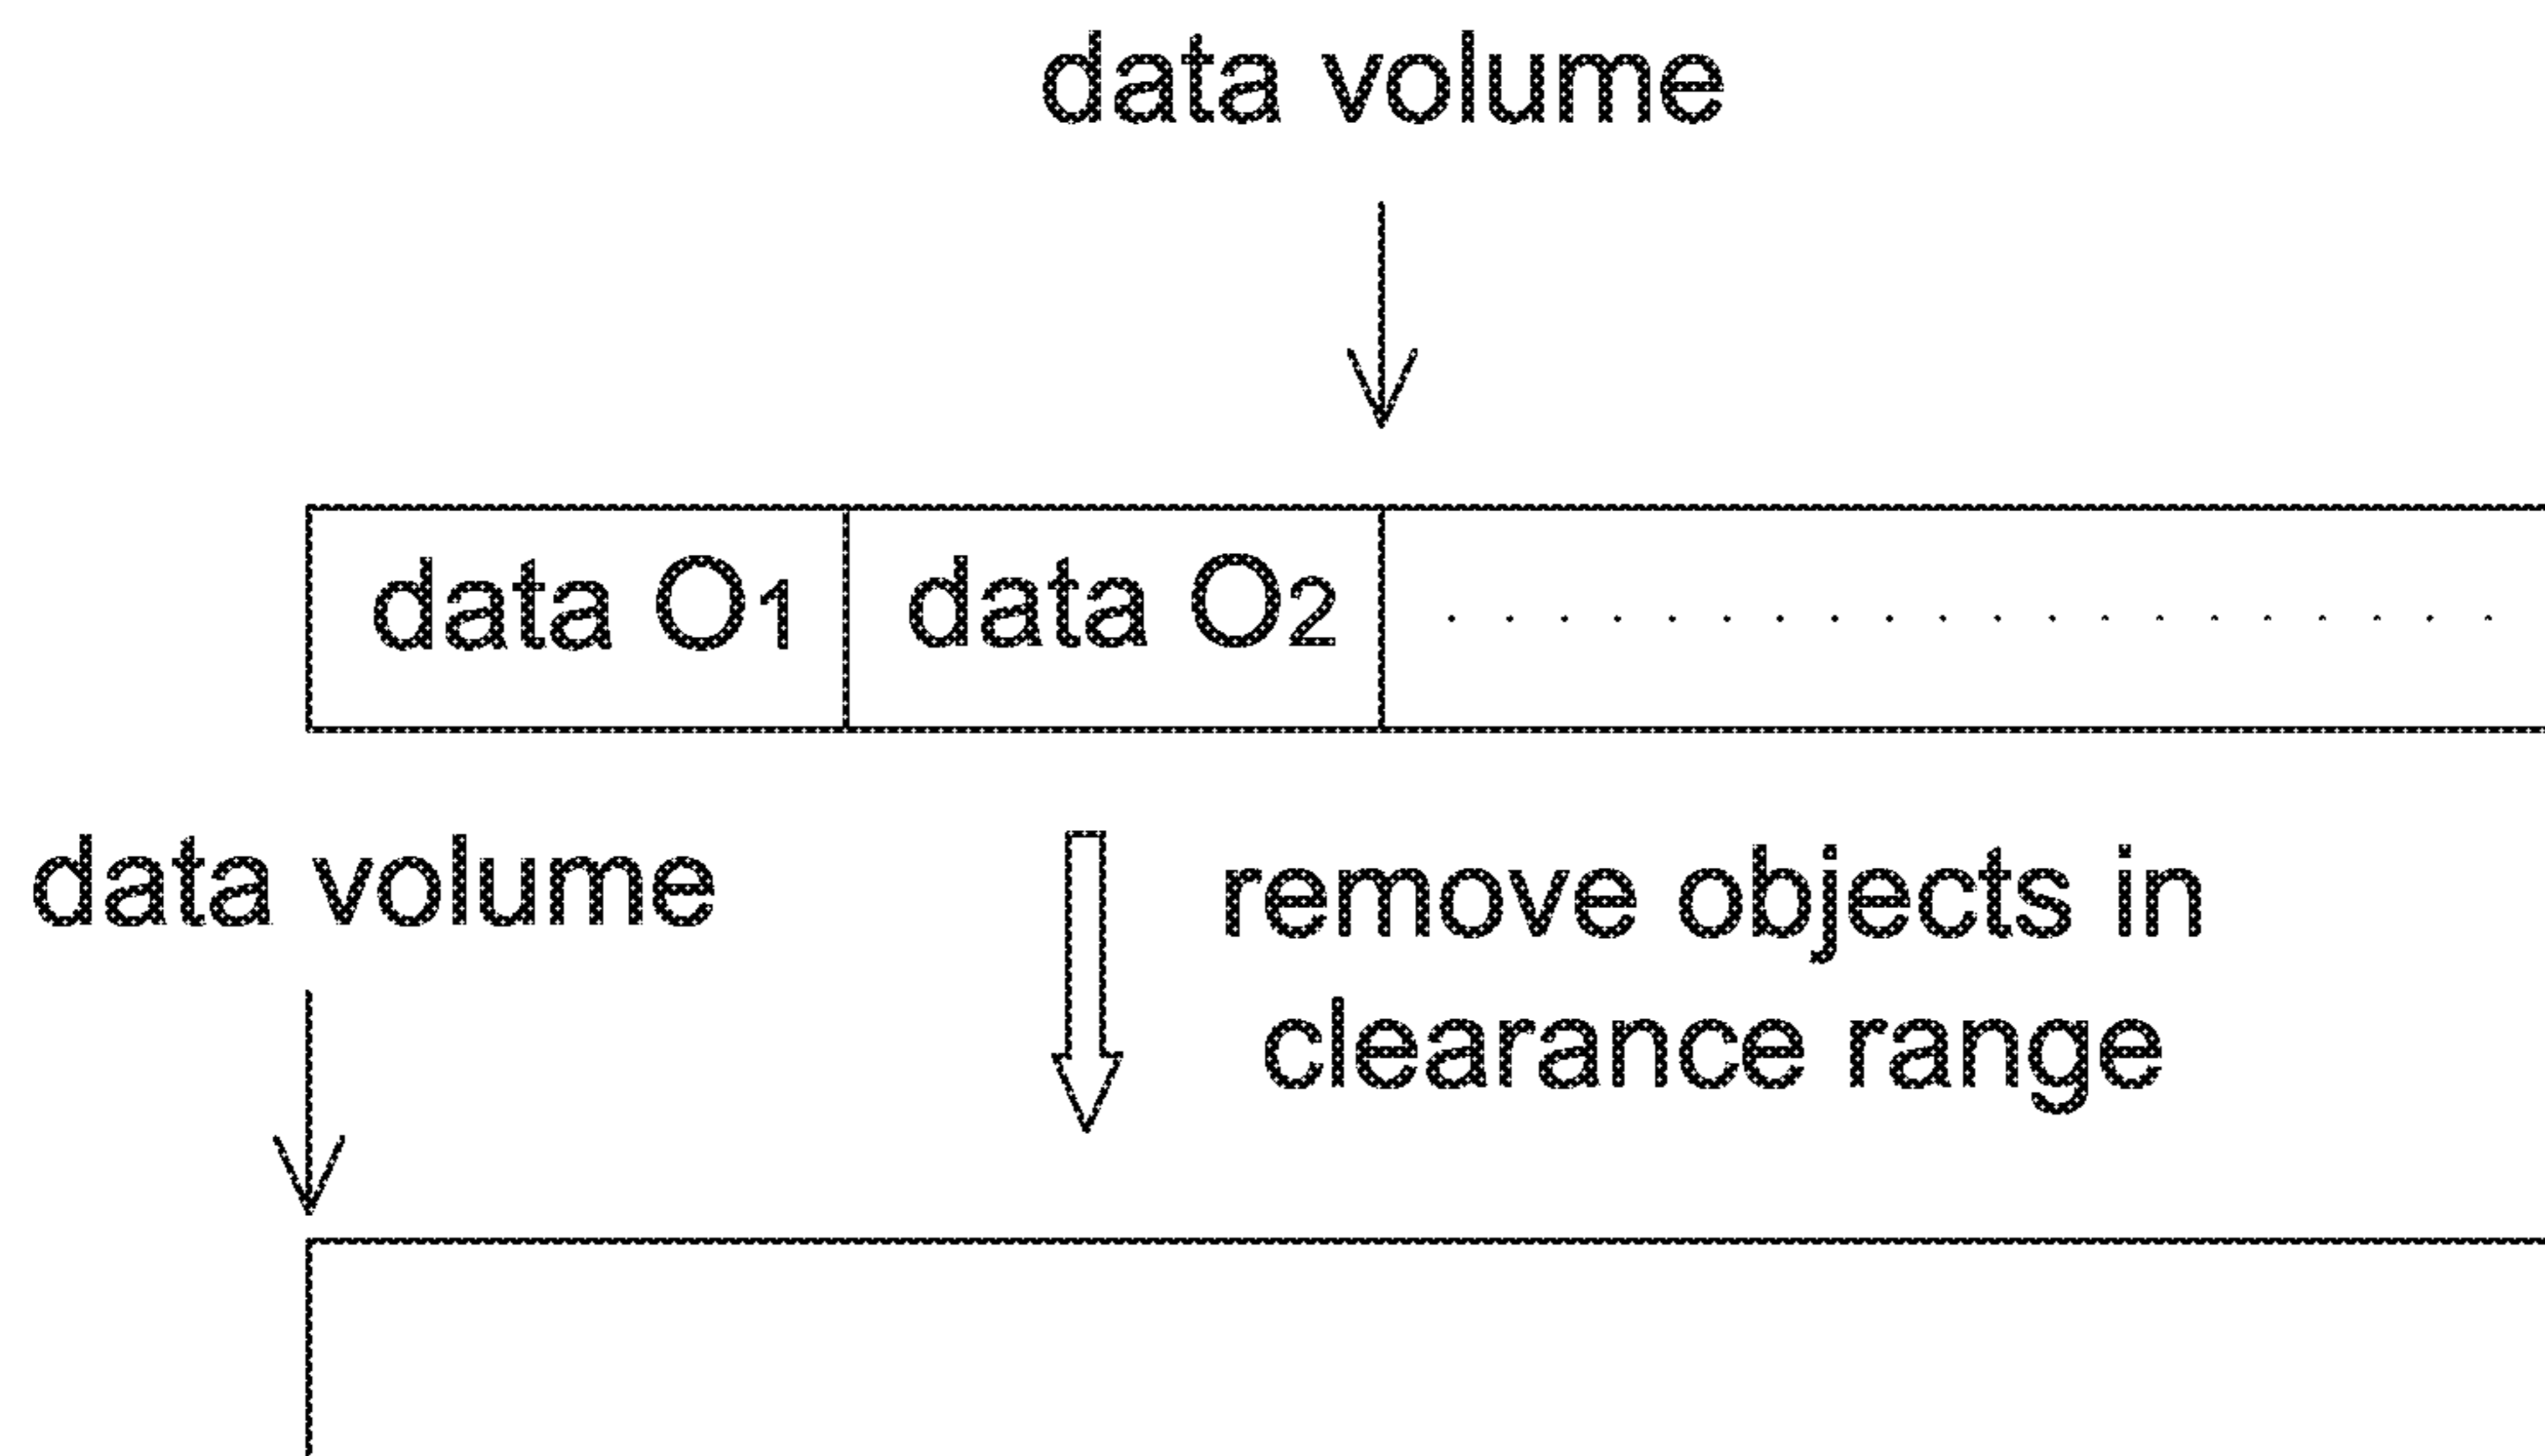 data volume
data O1 data O2 . . . . . . . . . . . . . . . . . . . .
data volume
remove objects in
clearance range